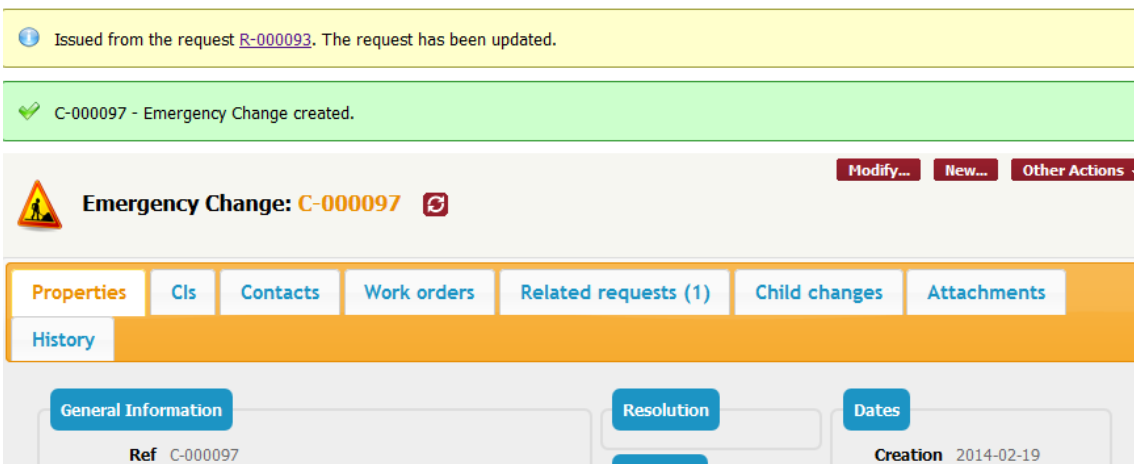 Issued from the request R-000093. The request has been updated.
C-000097 - Emergency Change created.
Modify... New... Other Actions
Emergency Change: C-000097
Properties CIs Contacts Work orders Related requests (1) Child changes Attachments
History
General Information Resolution Dates
Ref C-000097 Creation 2014-02-19